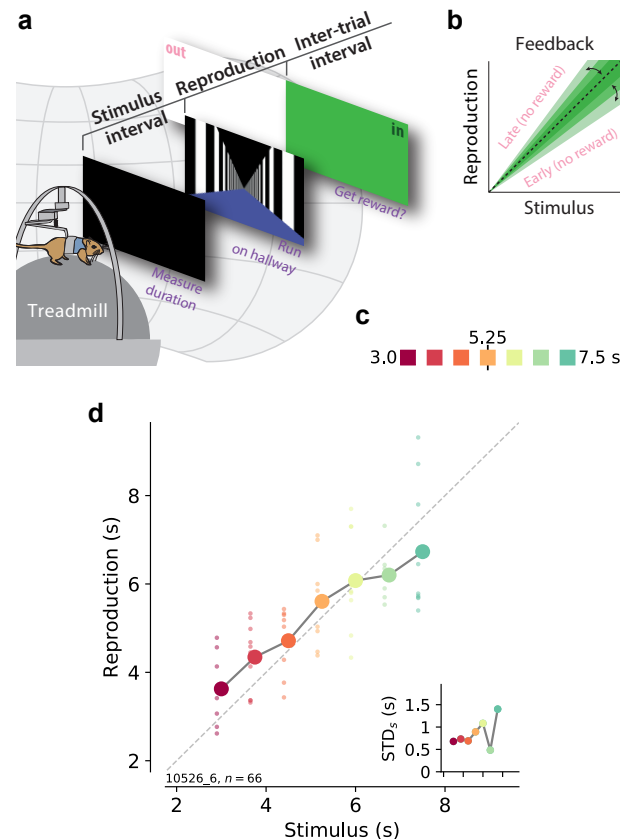 a
out
Stimulus
interval
Reproduction
Inter-trial
interval
in
Measure
duration
Run
on hallway
Get reward?
Treadmill
b
Feedback
Reproduction
Late (no reward)
Early (no reward)
Stimulus
c
5.25
3.0
7.5 s
d
Reproduction (s)
8
6
4
2
10526_6, n = 66
2
4
6
8
Stimulus (s)
STDs (s)
1.5
1
0.5
0